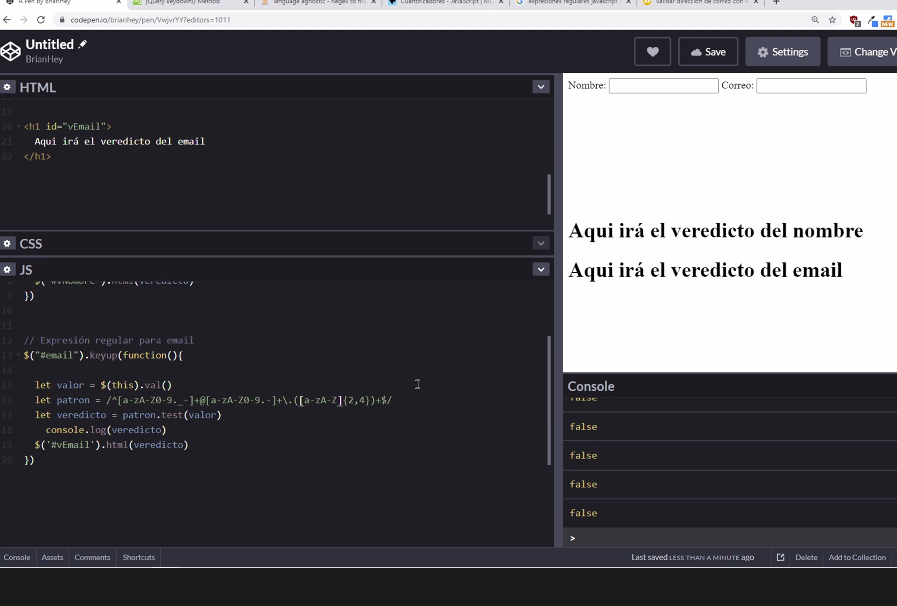 A Pen by BrianHey
jQuery keydown() Method
language agnostic - Regex to m
Cuantificadores - JavaScript | M
expresiones regulares javascript
Validar dirección de correo con e
codepen.io/brianhey/pen/VwjvrYY?editors=1011
NEW
Untitled
BrianHey
Save
Settings
Change V
HTML
19
20 <h1 id="vEmail">
21 Aqui irá el veredicto del email
22 </h1>
CSS
JS
$('#vNombre').html(veredicto)
9 })
10
11
12 // Expresión regular para email
13 $("#email").keyup(function(){
14
15 let valor = $(this).val()
16 let patron = /^[a-zA-Z0-9._-]+@[a-zA-Z0-9.-]+\.([a-zA-Z]{2,4})+$/
17 let veredicto = patron.test(valor)
18 console.log(veredicto)
19 $('#vEmail').html(veredicto)
20 })
Nombre: Correo:
Aqui irá el veredicto del nombre
Aqui irá el veredicto del email
Console
false
false
false
false
false
>
Console Assets Comments Shortcuts
Last saved LESS THAN A MINUTE ago
Delete Add to Collection